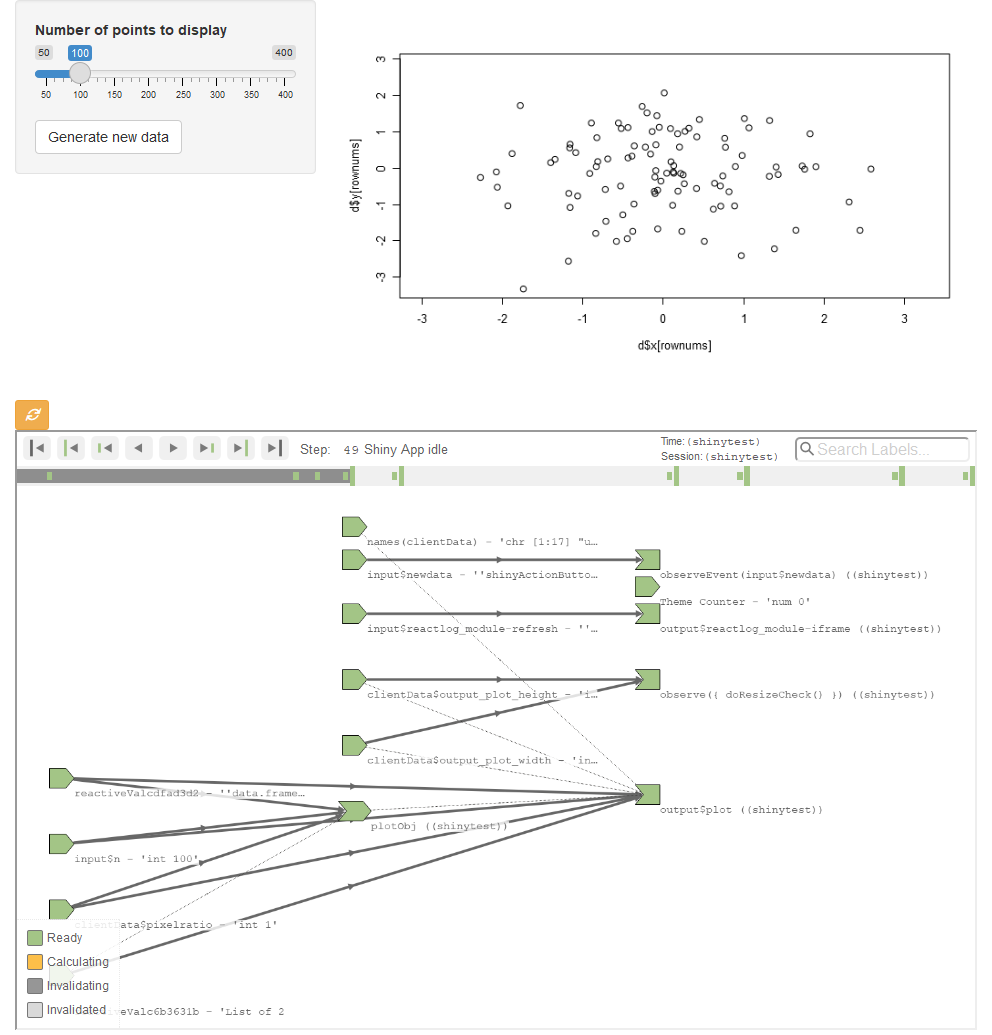 Number of points to display
50 100 400
50 100 150 200 250 300 350 400
Generate new data
3
2
1
0
-1
-2
-3
d$y[rownums]
-3 -2 -1 0 1 2 3
d$x[rownums]
Step: 49 Shiny App idle
Time: (shinytest)
Session: (shinytest)
Search Labels...
names(clientData) - 'chr [1:17] "u…
input$newdata - ''shinyActionButto…
observeEvent(input$newdata) ((shinytest))
Theme Counter - 'num 0'
input$reactlog_module-refresh - ''…
output$reactlog_module-iframe ((shinytest))
clientData$output_plot_height - 'i…
observe({ doResizeCheck() }) ((shinytest))
clientData$output_plot_width - 'in…
reactiveValcdfad3d2 - ''data.frame…
output$plot ((shinytest))
plotObj ((shinytest))
input$n - 'int 100'
clientData$pixelratio - 'int 1'
Ready
Calculating
Invalidating
Invalidated
veValc6b3631b - 'List of 2